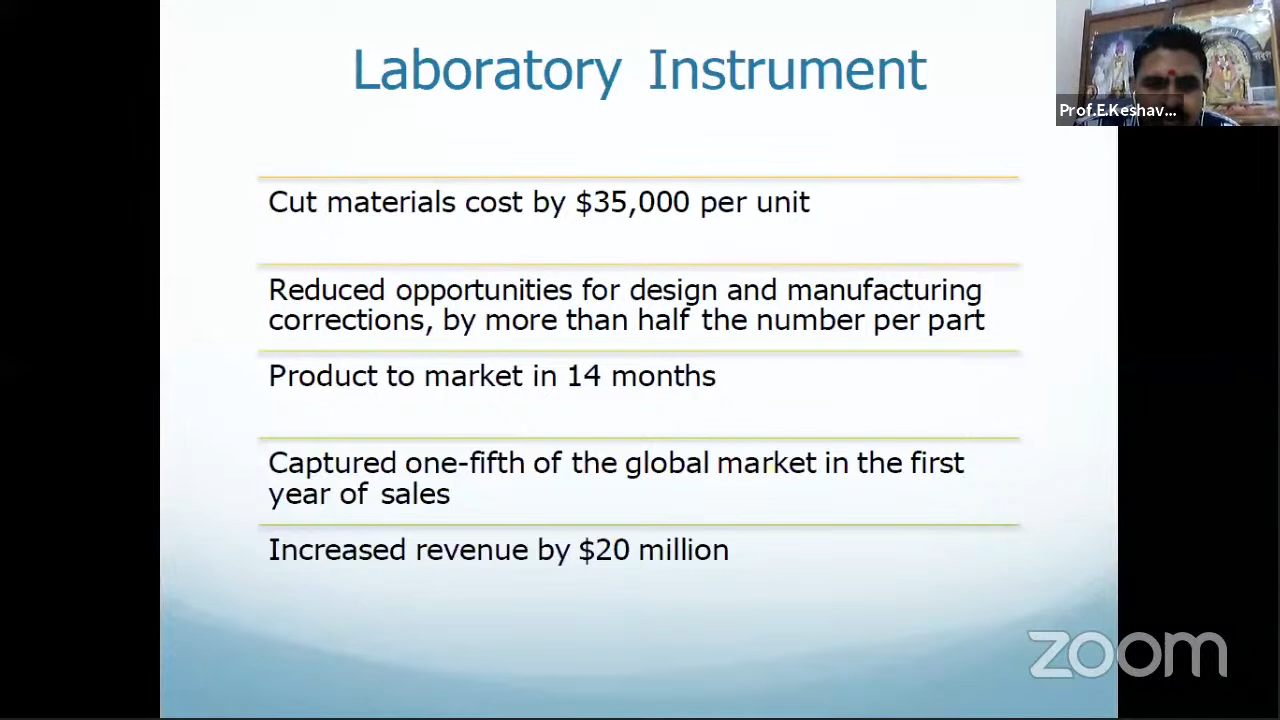 Laboratory Instrument
Prof.E.Keshav...
Cut materials cost by $35,000 per unit
Reduced opportunities for design and manufacturing
corrections, by more than half the number per part
Product to market in 14 months
Captured one-fifth of the global market in the first
year of sales
Increased revenue by $20 million
zoom